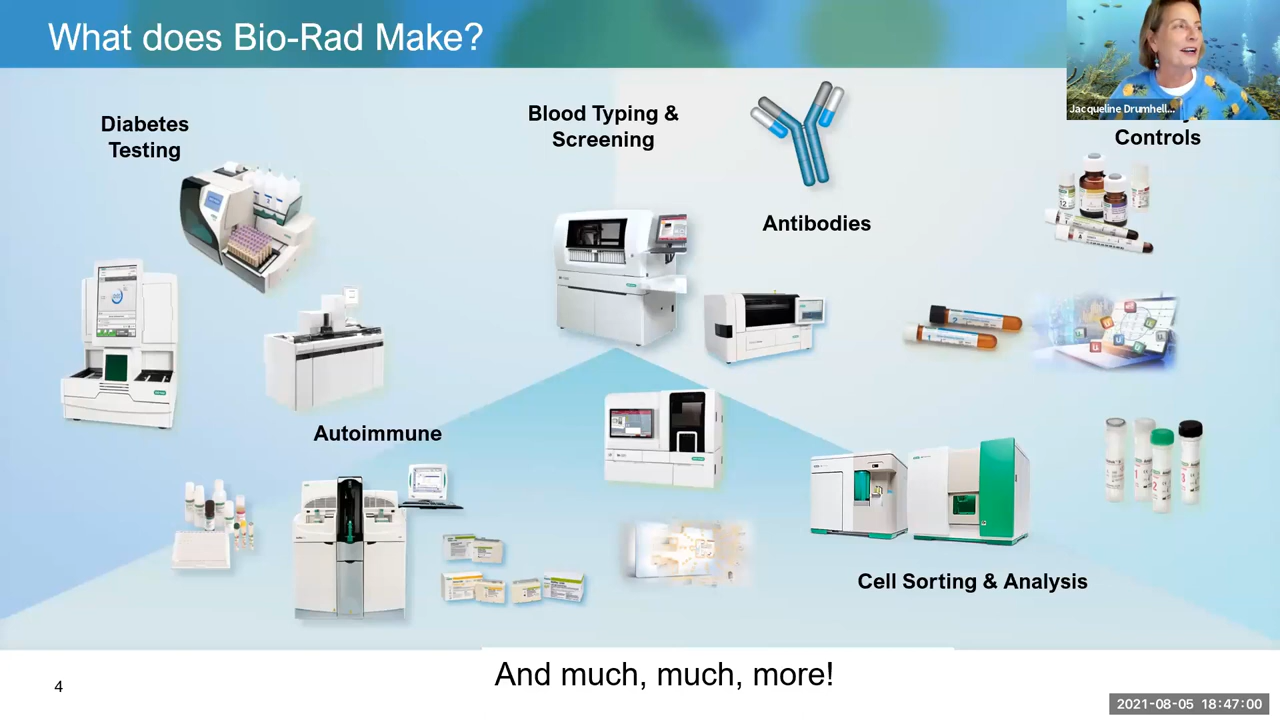 What does Bio-Rad Make?
Jacqueline Drumhell...
Diabetes
Testing
Blood Typing &
Screening
Controls
Antibodies
Autoimmune
Cell Sorting & Analysis
And much, much, more!
4
2021-08-05 18:47:00